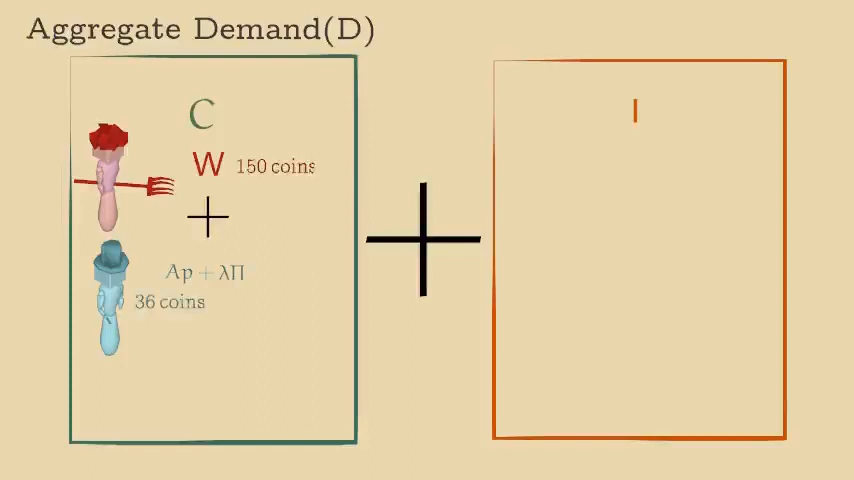 Aggregate Demand(D)
C
W 150 coins
+
Ap + λΠ
36 coins
+
I